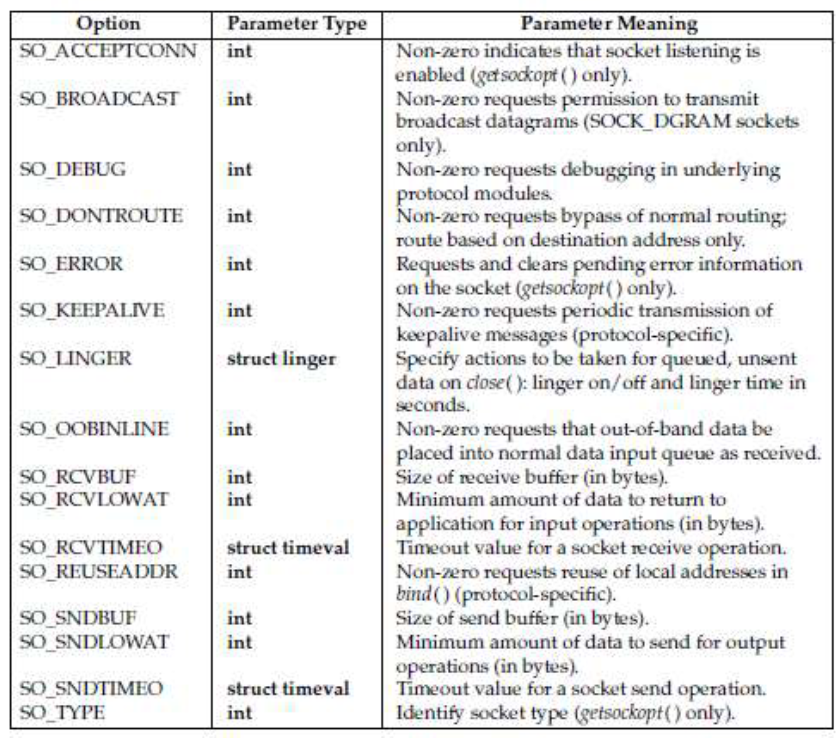 Option Parameter Type Parameter Meaning
SO_ACCEPTCONN int Non-zero indicates that socket listening is
enabled (getsockopt( ) only).
SO_BROADCAST int Non-zero requests permission to transmit
broadcast datagrams (SOCK_DGRAM sockets
only).
SO_DEBUG int Non-zero requests debugging in underlying
protocol modules.
SO_DONTROUTE int Non-zero requests bypass of normal routing;
route based on destination address only.
SO_ERROR int Requests and clears pending error information
on the socket (getsockopt( ) only).
SO_KEEPALIVE int Non-zero requests periodic transmission of
keepalive messages (protocol-specific).
SO_LINGER struct linger Specify actions to be taken for queued, unsent
data on close( ): linger on/off and linger time in
seconds.
SO_OOBINLINE int Non-zero requests that out-of-band data be
placed into normal data input queue as received.
SO_RCVBUF int Size of receive buffer (in bytes).
SO_RCVLOWAT int Minimum amount of data to return to
application for input operations (in bytes).
SO_RCVTIMEO struct timeval Timeout value for a socket receive operation.
SO_REUSEADDR int Non-zero requests reuse of local addresses in
bind( ) (protocol-specific).
SO_SNDBUF int Size of send buffer (in bytes).
SO_SNDLOWAT int Minimum amount of data to send for output
operations (in bytes).
SO_SNDTIMEO struct timeval Timeout value for a socket send operation.
SO_TYPE int Identify socket type (getsockopt( ) only).